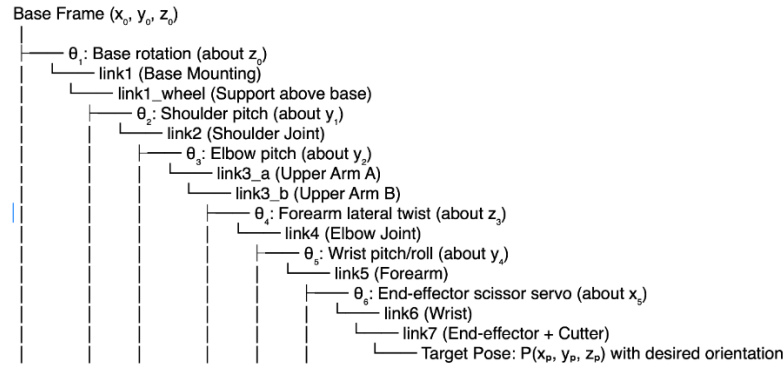 Base Frame (x₀, y₀, z₀)
θ₁: Base rotation (about z₀)
link1 (Base Mounting)
link1_wheel (Support above base)
θ₂: Shoulder pitch (about y₁)
link2 (Shoulder Joint)
θ₃: Elbow pitch (about y₂)
link3_a (Upper Arm A)
link3_b (Upper Arm B)
θ₄: Forearm lateral twist (about z₃)
link4 (Elbow Joint)
θ₅: Wrist pitch/roll (about y₄)
link5 (Forearm)
θ₆: End-effector scissor servo (about x₅)
link6 (Wrist)
link7 (End-effector + Cutter)
Target Pose: P(xₚ, yₚ, zₚ) with desired orientation